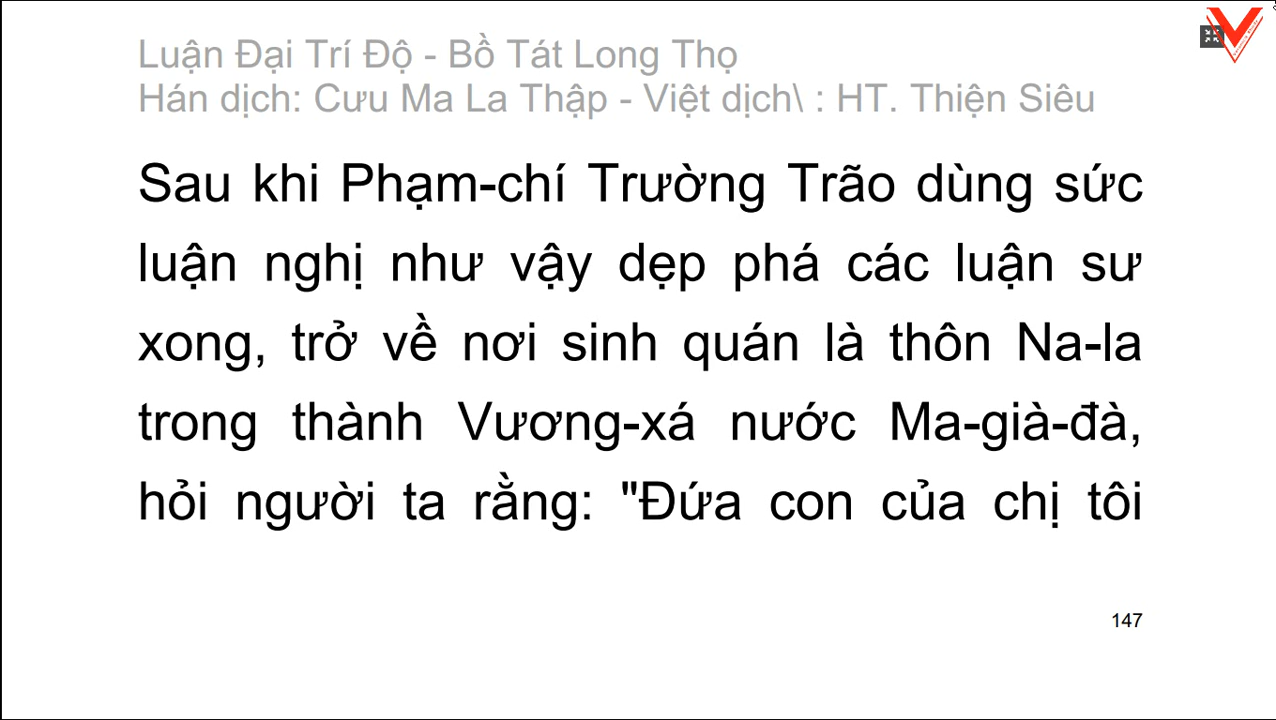 Luận Đại Trí Độ - Bồ Tát Long Thọ
Hán dịch: Cưu Ma La Thập - Việt dịch\ : HT. Thiện Siêu
Sau khi Phạm-chí Trường Trão dùng sức
luận nghị như vậy dẹp phá các luận sư
xong, trở về nơi sinh quán là thôn Na-la
trong thành Vương-xá nước Ma-già-đà,
hỏi người ta rằng: "Đứa con của chị tôi
147